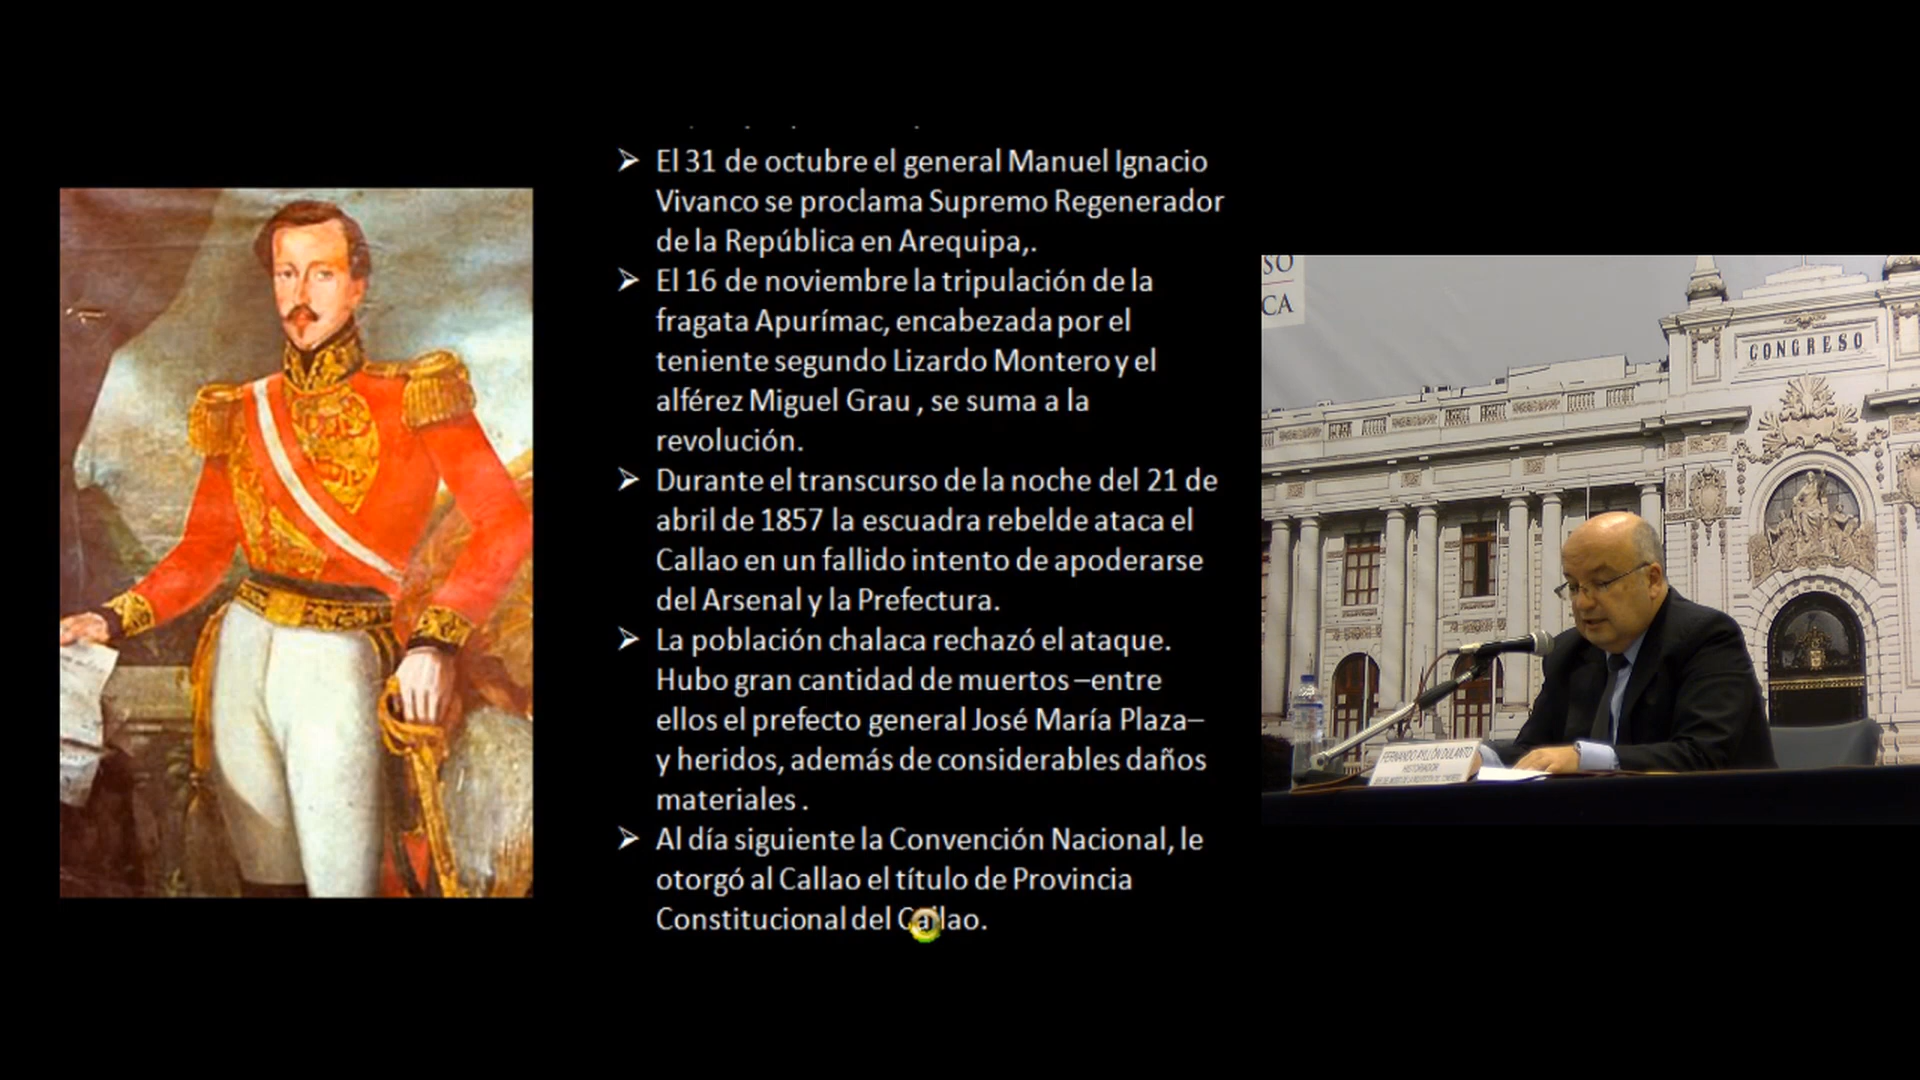 El 31 de octubre el general Manuel Ignacio
Vivanco se proclama Supremo Regenerador
de la República en Arequipa,.
El 16 de noviembre la tripulación de la
fragata Apurímac, encabezada por el
teniente segundo Lizardo Montero y el
alférez Miguel Grau , se suma a la
revolución.
Durante el transcurso de la noche del 21 de
abril de 1857 la escuadra rebelde ataca el
Callao en un fallido intento de apoderarse
del Arsenal y la Prefectura.
La población chalaca rechazó el ataque.
Hubo gran cantidad de muertos –entre
ellos el prefecto general José María Plaza–
y heridos, además de considerables daños
materiales .
Al día siguiente la Convención Nacional, le
otorgó al Callao el título de Provincia
Constitucional del Callao.
SO
CA
CONGRESO
FERNANDO AYLLÓN DULANTO
HISTORIADOR